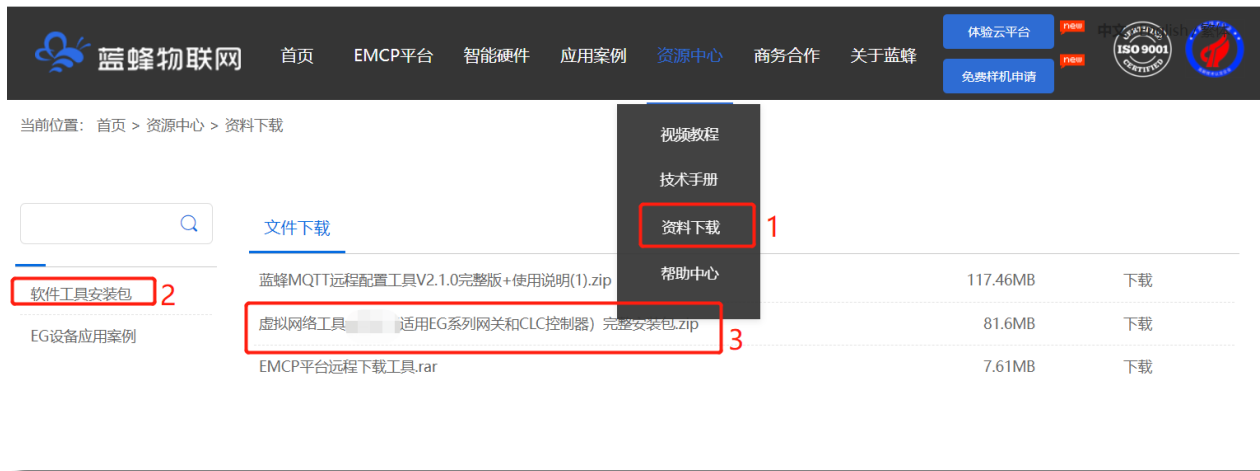 蓝蜂物联网
首页 EMCP平台 智能硬件 应用案例 资源中心 商务合作 关于蓝蜂
体验云平台 new
免费样机申请 new
ISO 9001
CERTIFIED
当前位置： 首页 > 资源中心 > 资料下载
视频教程
技术手册
资料下载 1
帮助中心
文件下载
软件工具安装包 2
EG设备应用案例
蓝蜂MQTT远程配置工具V2.1.0完整版+使用说明(1).zip 117.46MB 下载
虚拟网络工具 适用EG系列网关和CLC控制器）完整安装包.zip 3 81.6MB 下载
EMCP平台远程下载工具.rar 7.61MB 下载